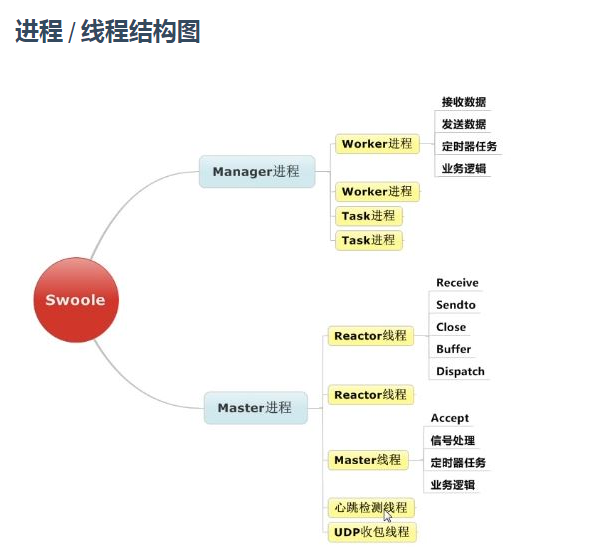 进程 / 线程结构图
Swoole
Manager进程
Worker进程
接收数据
发送数据
定时器任务
业务逻辑
Worker进程
Task进程
Task进程
Master进程
Reactor线程
Receive
Sendto
Close
Buffer
Dispatch
Reactor线程
Master线程
Accept
信号处理
定时器任务
业务逻辑
心跳检测线程
UDP收包线程